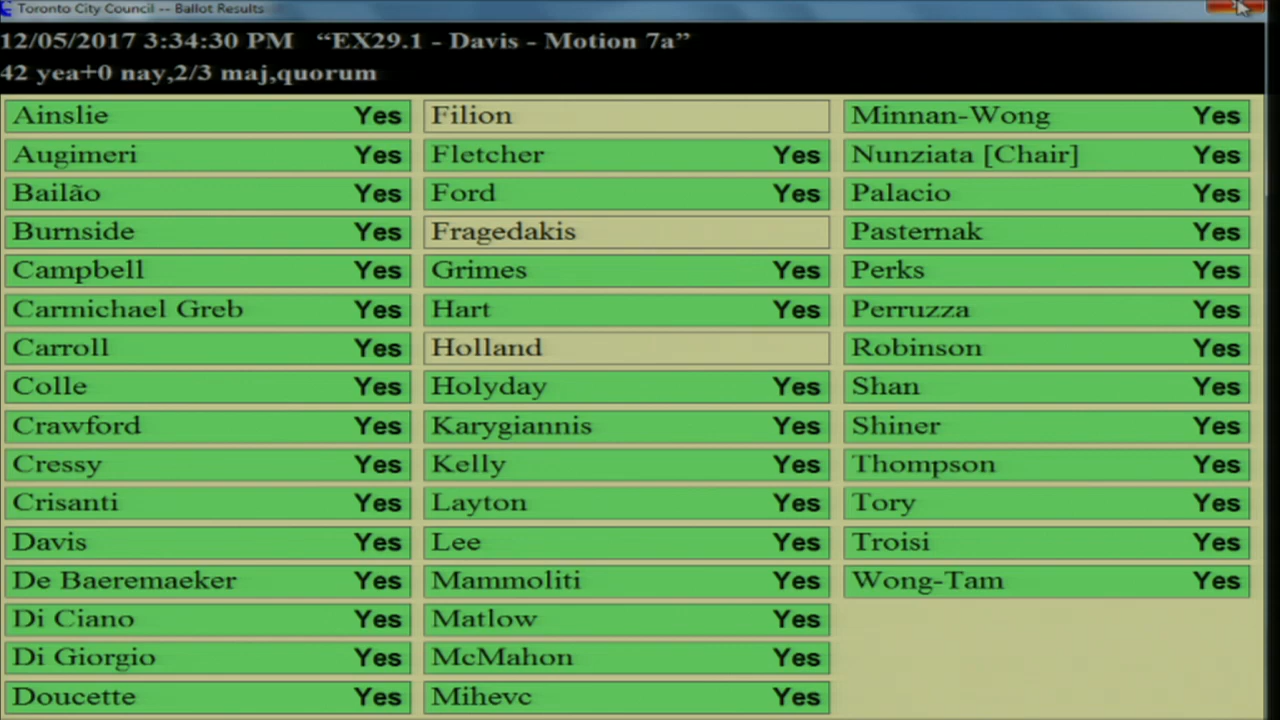 Toronto City Council -- Ballot Results
12/05/2017 3:34:30 PM “EX29.1 - Davis - Motion 7a”
42 yea+0 nay,2/3 maj,quorum
Ainslie Yes
Augimeri Yes
Bailão Yes
Burnside Yes
Campbell Yes
Carmichael Greb Yes
Carroll Yes
Colle Yes
Crawford Yes
Cressy Yes
Crisanti Yes
Davis Yes
De Baeremaeker Yes
Di Ciano Yes
Di Giorgio Yes
Doucette Yes
Filion
Fletcher Yes
Ford Yes
Fragedakis
Grimes Yes
Hart Yes
Holland
Holyday Yes
Karygiannis Yes
Kelly Yes
Layton Yes
Lee Yes
Mammoliti Yes
Matlow Yes
McMahon Yes
Mihevc Yes
Minnan-Wong Yes
Nunziata [Chair] Yes
Palacio Yes
Pasternak Yes
Perks Yes
Perruzza Yes
Robinson Yes
Shan Yes
Shiner Yes
Thompson Yes
Tory Yes
Troisi Yes
Wong-Tam Yes